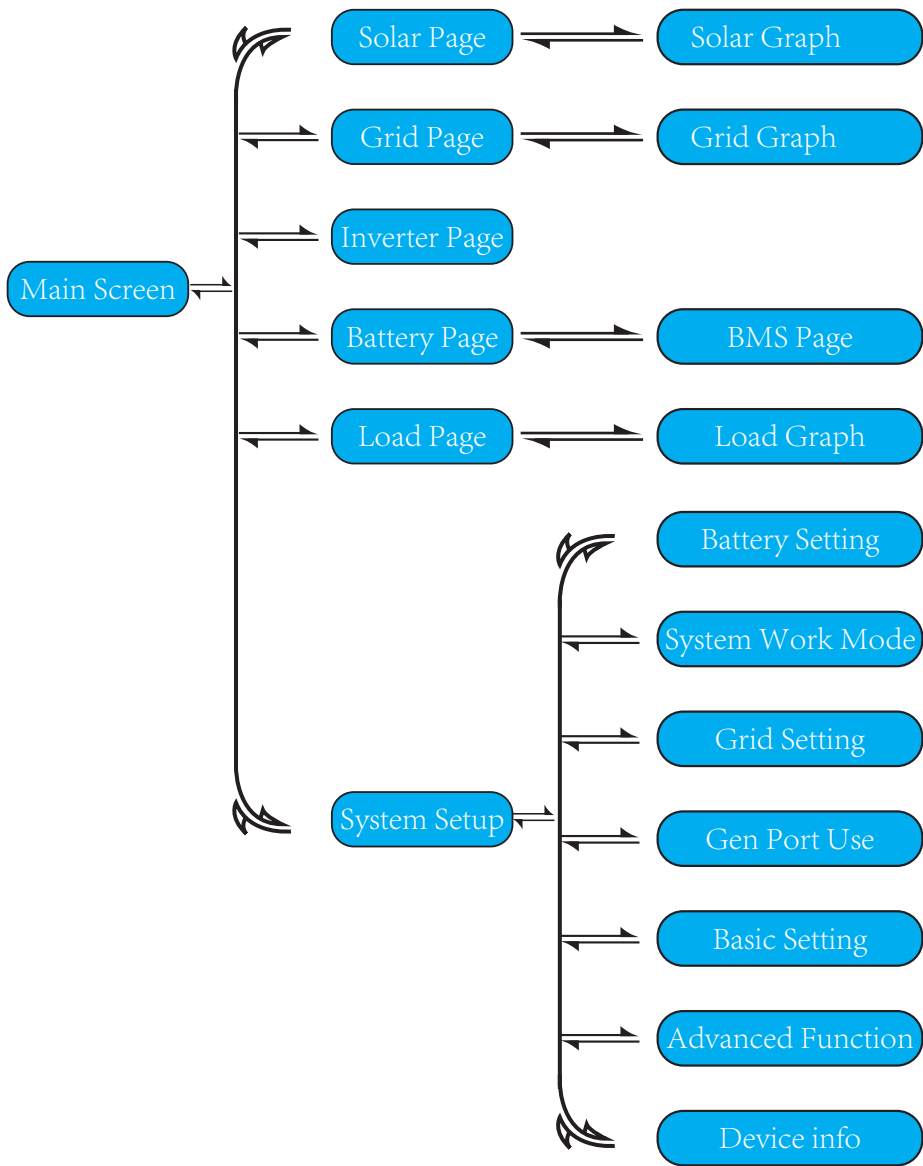 Solar Page
Solar Graph
Grid Page
Grid Graph
Inverter Page
Main Screen
Battery Page
BMS Page
Load Page
Load Graph
Battery Setting
System Work Mode
Grid Setting
System Setup
Gen Port Use
Basic Setting
Advanced Function
Device info